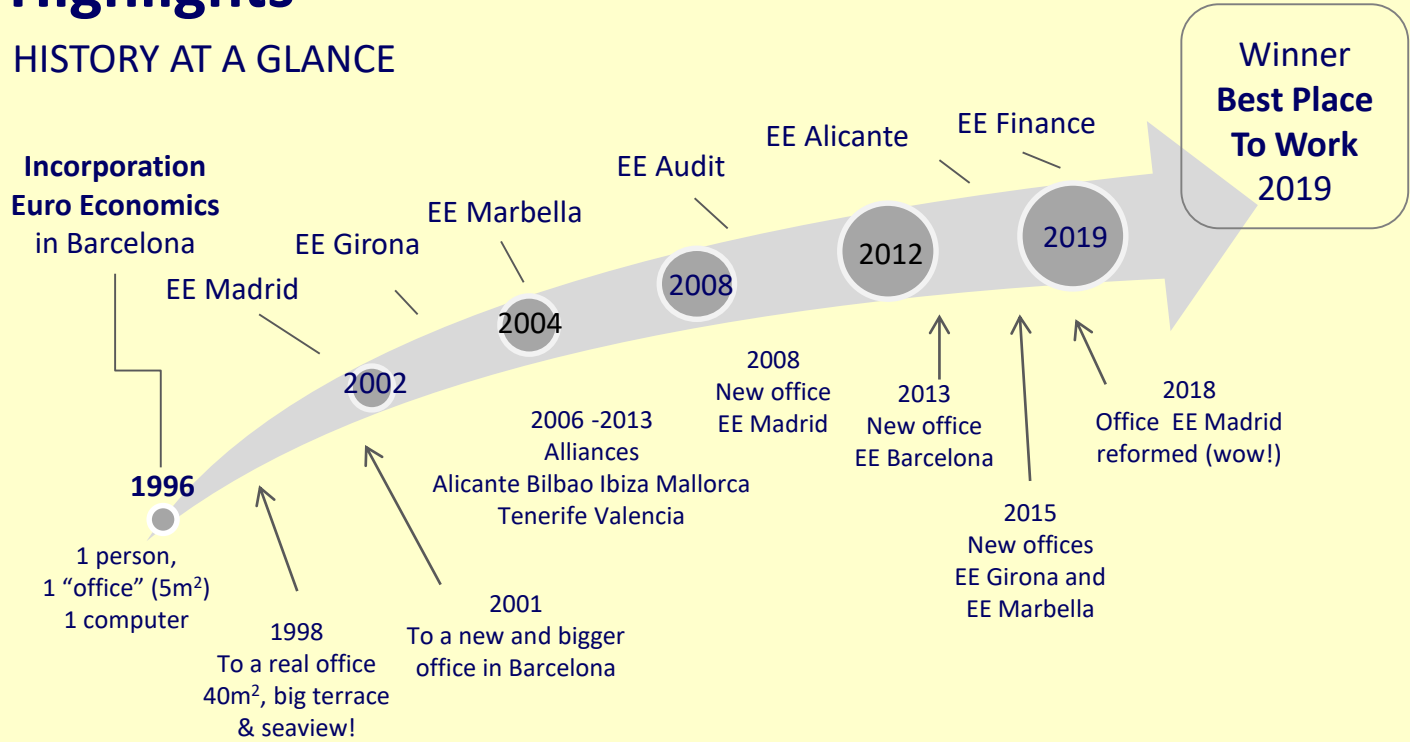 Highlights
HISTORY AT A GLANCE
Winner
Best Place
To Work
2019
Incorporation
Euro Economics
in Barcelona
EE Madrid
EE Girona
EE Marbella
EE Audit
EE Alicante
EE Finance
1996
2002
2004
2008
2012
2019
1 person,
1 “office” (5m²)
1 computer
1998
To a real office
40m², big terrace
& seaview!
2001
To a new and bigger
office in Barcelona
2006 -2013
Alliances
Alicante Bilbao Ibiza Mallorca
Tenerife Valencia
2008
New office
EE Madrid
2013
New office
EE Barcelona
2015
New offices
EE Girona and
EE Marbella
2018
Office EE Madrid
reformed (wow!)